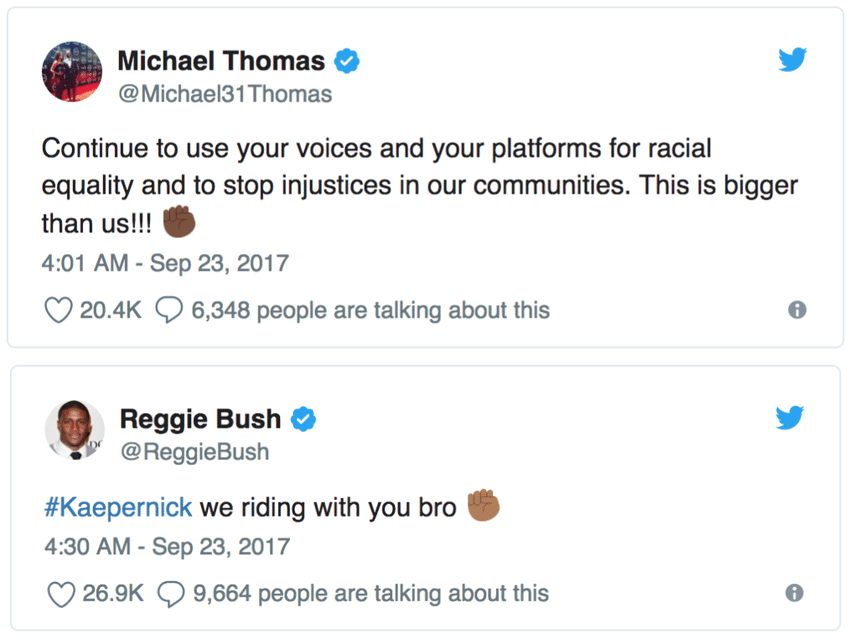 Michael Thomas
@Michael31Thomas
Continue to use your voices and your platforms for racial
equality and to stop injustices in our communities. This is bigger
than us!!! ✊🏿
4:01 AM - Sep 23, 2017
20.4K 6,348 people are talking about this
Reggie Bush
@ReggieBush
#Kaepernick we riding with you bro ✊🏽
4:30 AM - Sep 23, 2017
26.9K 9,664 people are talking about this